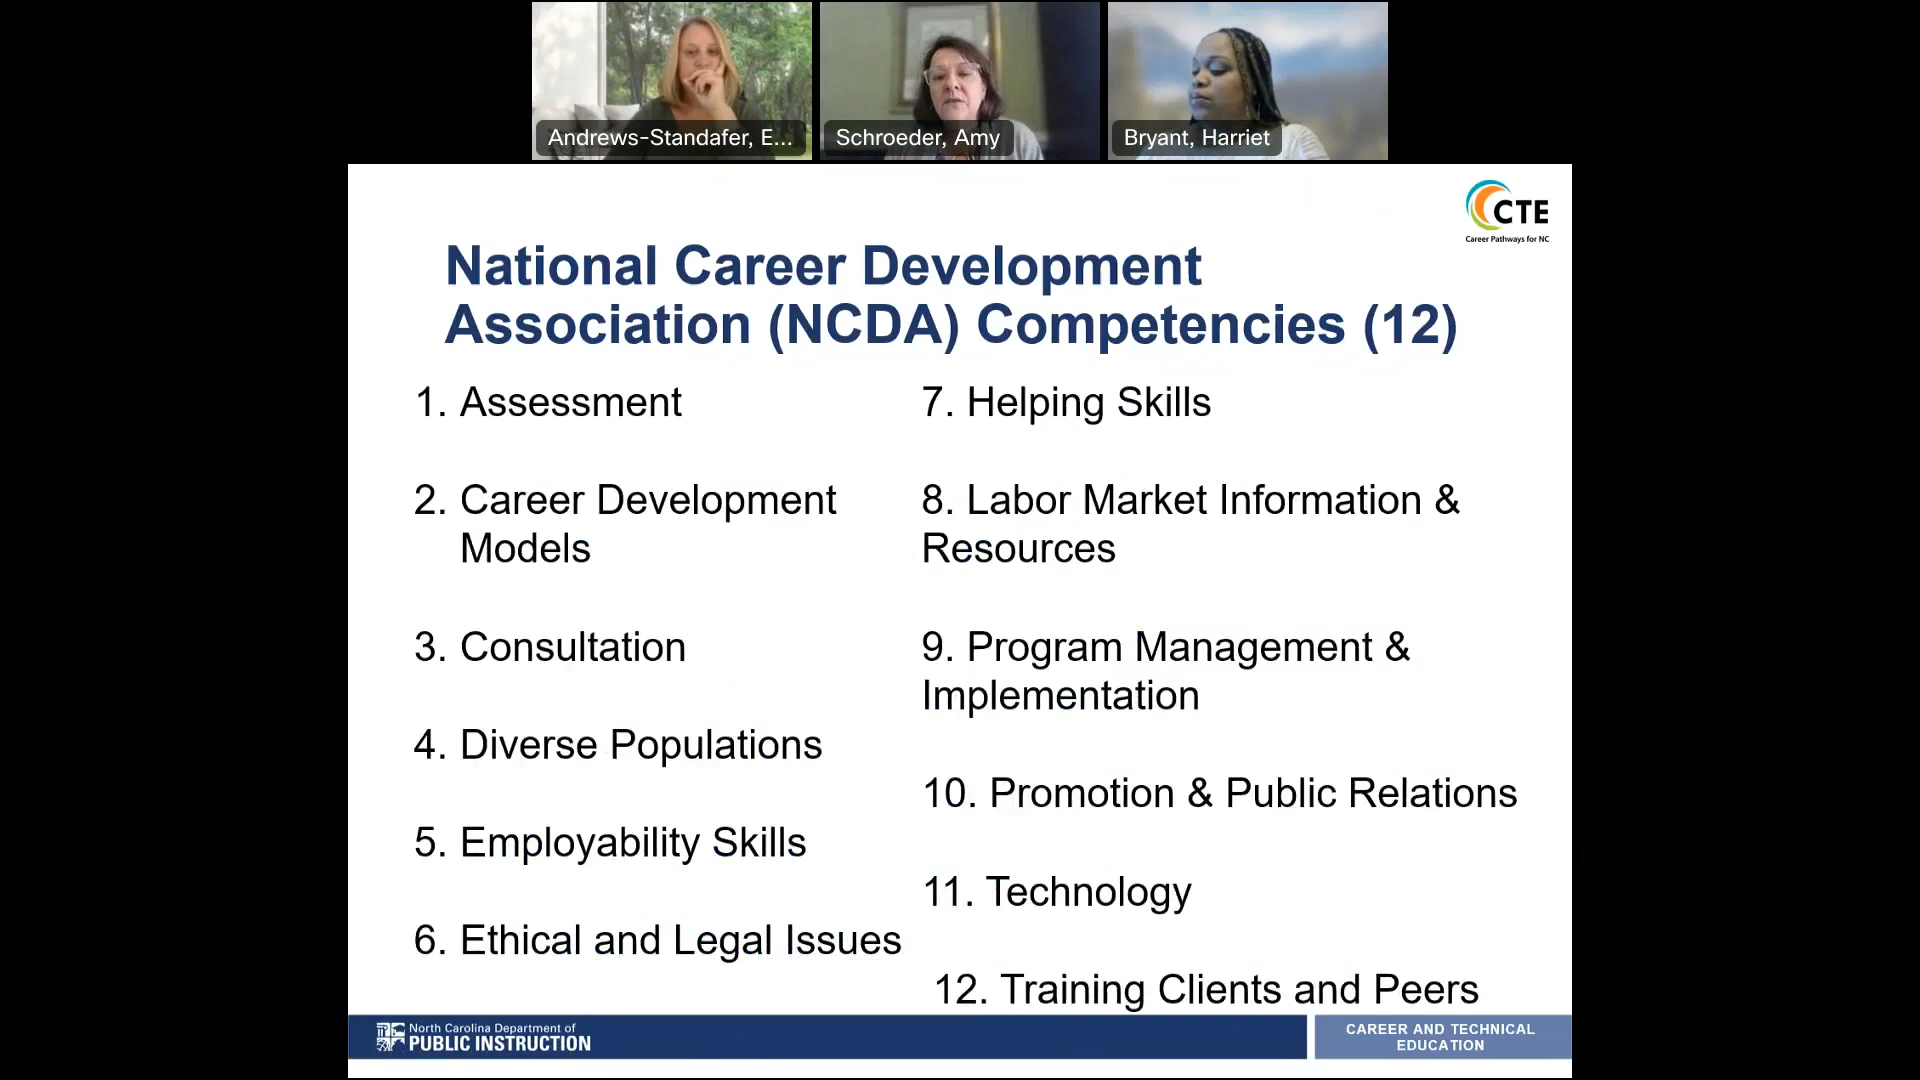 Andrews-Standafer, E...
Schroeder, Amy
Bryant, Harriet
CTE
Career Pathways for NC
National Career Development
Association (NCDA) Competencies (12)
1. Assessment
2. Career Development
Models
3. Consultation
4. Diverse Populations
5. Employability Skills
6. Ethical and Legal Issues
7. Helping Skills
8. Labor Market Information &
Resources
9. Program Management &
Implementation
10. Promotion & Public Relations
11. Technology
12. Training Clients and Peers
North Carolina Department of
PUBLIC INSTRUCTION
CAREER AND TECHNICAL
EDUCATION